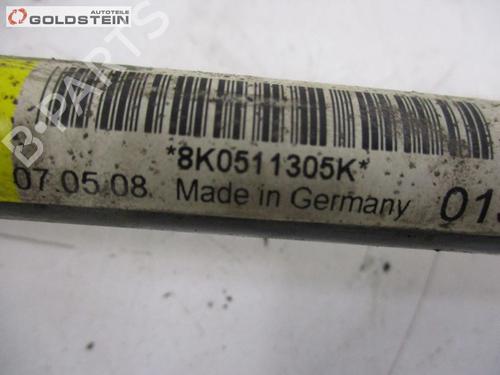 AUTOTEILE
GOLDSTEIN
B-PARTS
*8K0511305K*
07.05.08 Made in Germany 01.